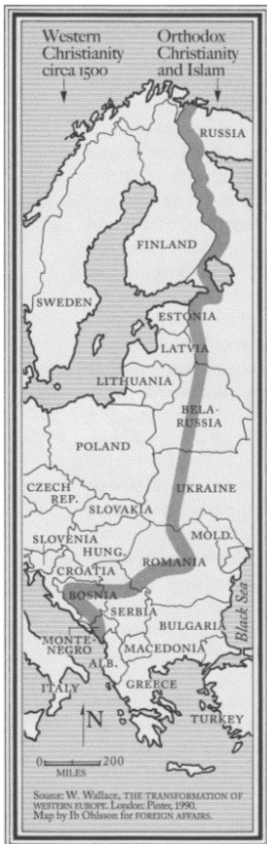 Western
Christianity
circa 1500
Orthodox
Christianity
and Islam
RUSSIA
FINLAND
SWEDEN
ESTONIA
LATVIA
LITHUANIA
BELA-
RUSSIA
POLAND
CZECH
REP.
UKRAINE
SLOVAKIA
SLOVENIA
HUNG.
MOLD.
CROATIA
ROMANIA
BOSNIA
SERBIA
Black Sea
BULGARIA
MONTE-
NEGRO
ALB.
MACEDONIA
ITALY
GREECE
TURKEY
N
0 200
MILES
Source: W. Wallace, THE TRANSFORMATION OF
WESTERN EUROPE. London: Pinter, 1990.
Map by Ib Ohlsson for FOREIGN AFFAIRS.